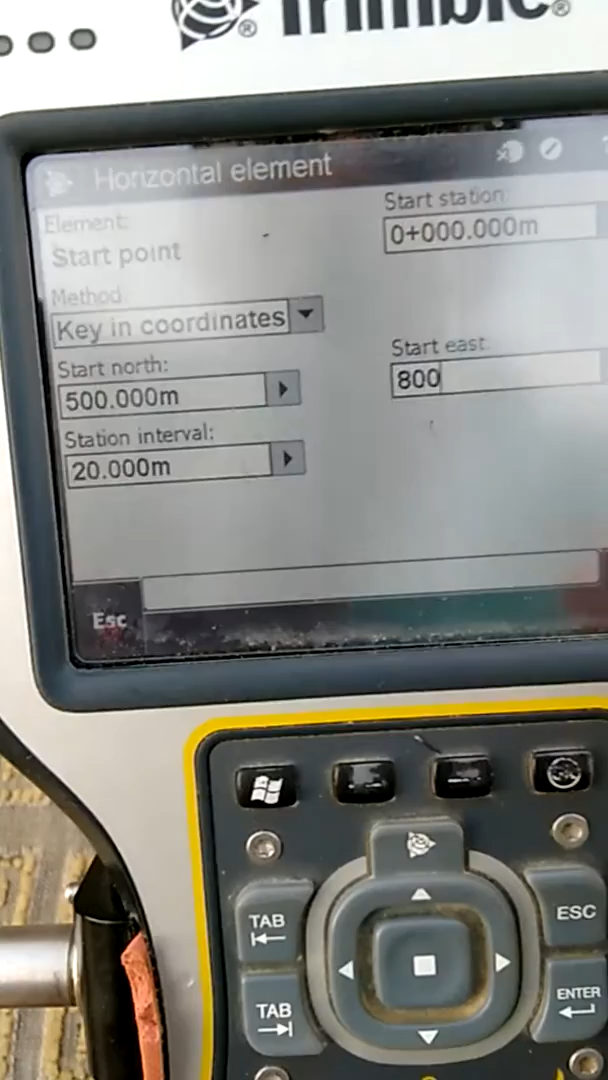 Trimble®
Horizontal element
Element:
Start point
Start station:
0+000.000m
Method:
Key in coordinates
Start north:
500.000m
Start east:
800
Station interval:
20.000m
Esc
TAB
ESC
TAB
ENTER